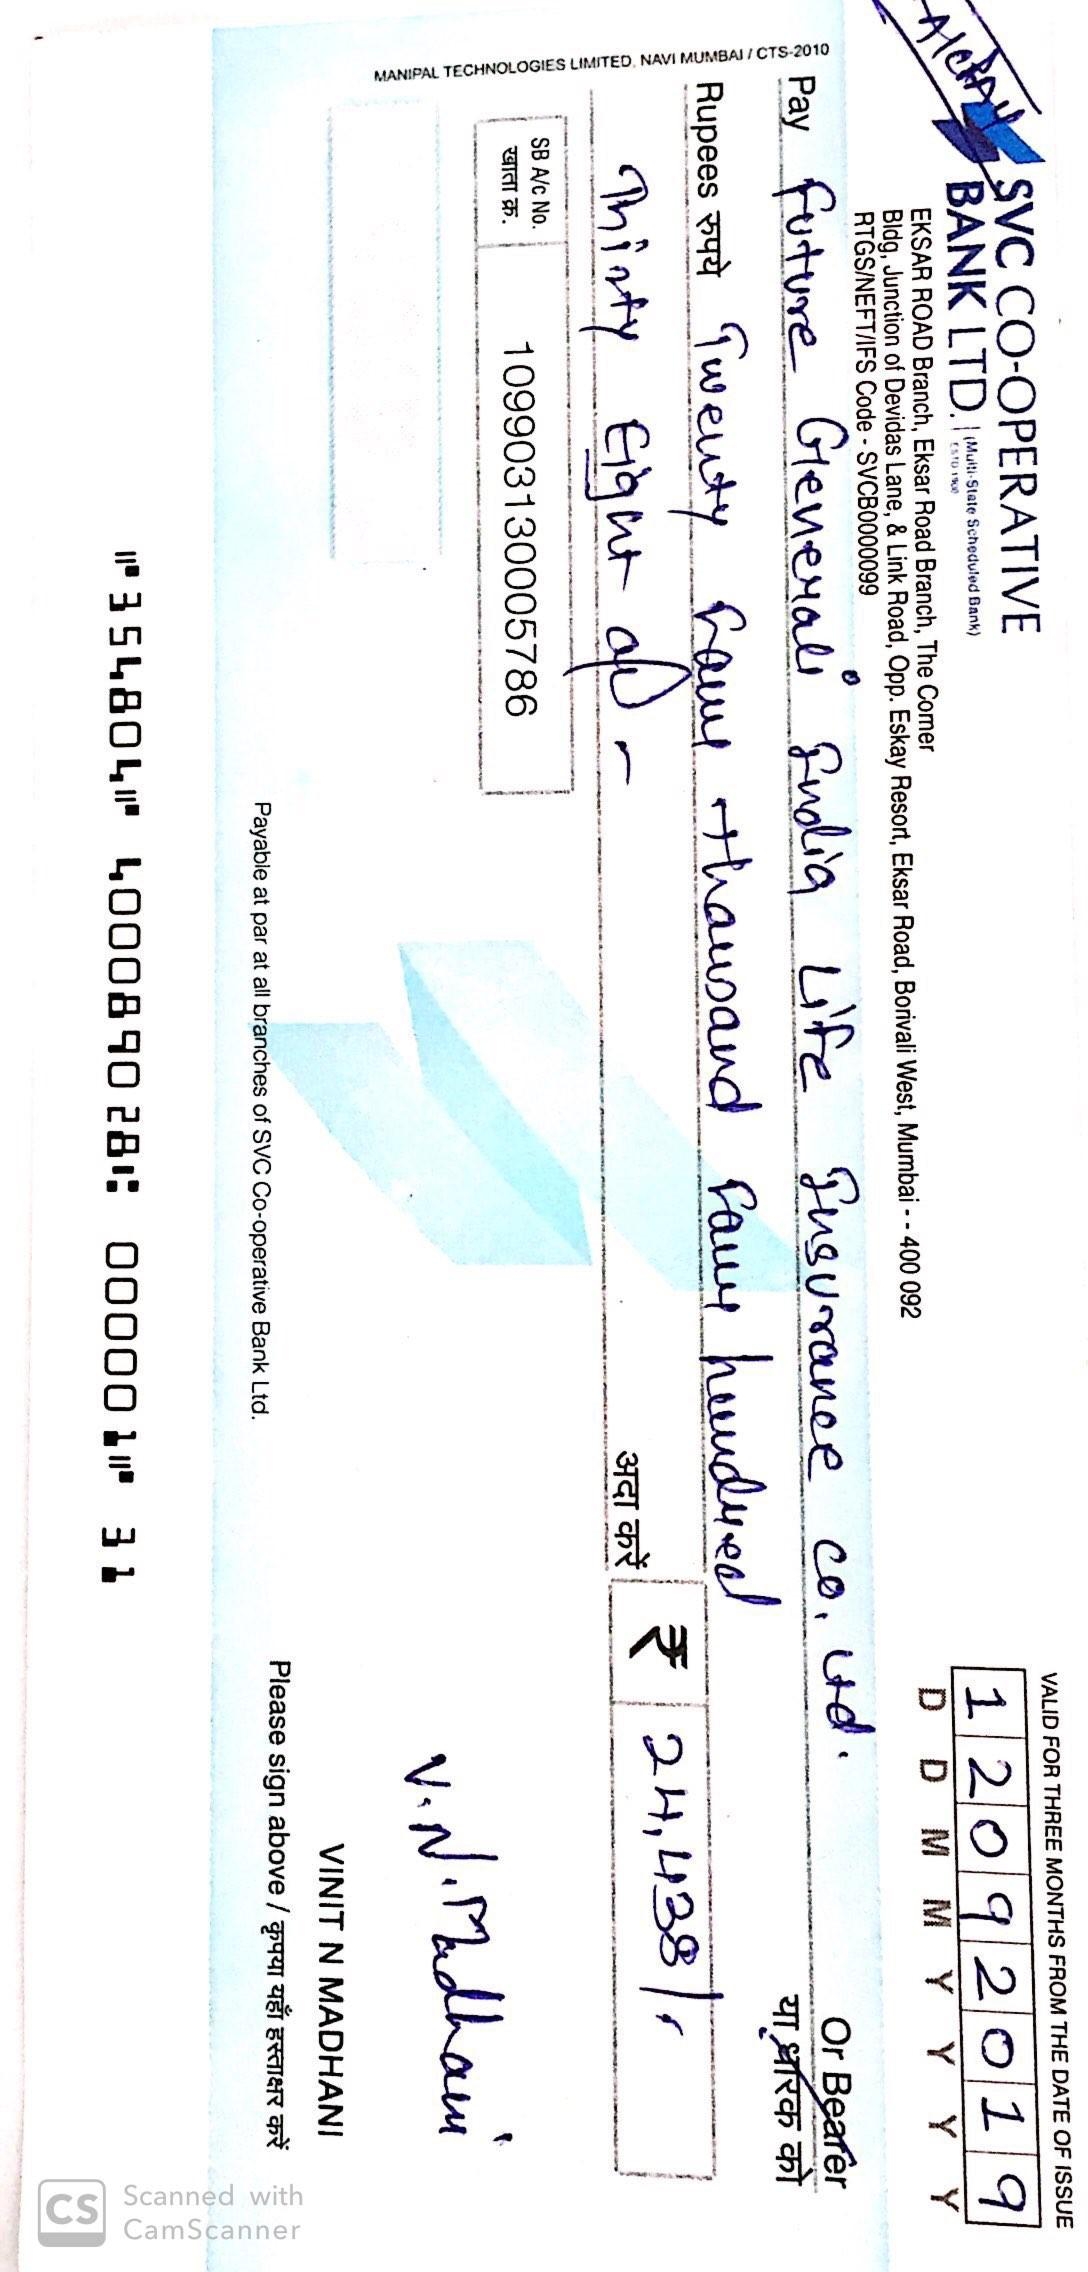 A/C PAY
SVC CO-OPERATIVE
BANK LTD. (Multi-State Scheduled Bank)
ESTD 1906
EKSAR ROAD Branch, Eksar Road Branch, The Corner
Bldg, Junction of Devidas Lane, & Link Road, Opp. Eskay Resort, Eksar Road, Borivali West, Mumbai - - 400 092
RTGS/NEFT/IFS Code - SVCB0000099
VALID FOR THREE MONTHS FROM THE DATE OF ISSUE
1 2 0 9 2 0 1 9
D D M M Y Y Y Y
Pay Future Generali India Life Insurance Co. Ltd. Or Bearer
या धारक को
Rupees रुपये Twenty Four thousand Four hundred
Thirty Eight only - अदा करें ₹ 24,438/-
SB A/c No.
खाता क्र. 109903130005786
MANIPAL TECHNOLOGIES LIMITED, NAVI MUMBAI / CTS-2010
V.N.Madhani
VINIT N MADHANI
Payable at par at all branches of SVC Co-operative Bank Ltd.
Please sign above / कृपया यहाँ हस्ताक्षर करें
⑈354804⑈ 400089028⑆ 000001⑈ 31
CS Scanned with
CamScanner